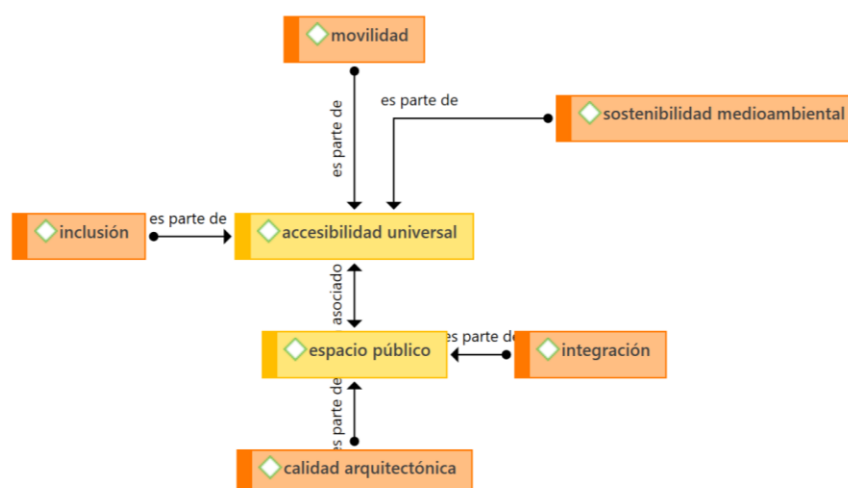 movilidad
es parte de
es parte de
sostenibilidad medioambiental
inclusión
es parte de
accesibilidad universal
asociado
espacio público
es parte de
integración
es parte de
calidad arquitectónica